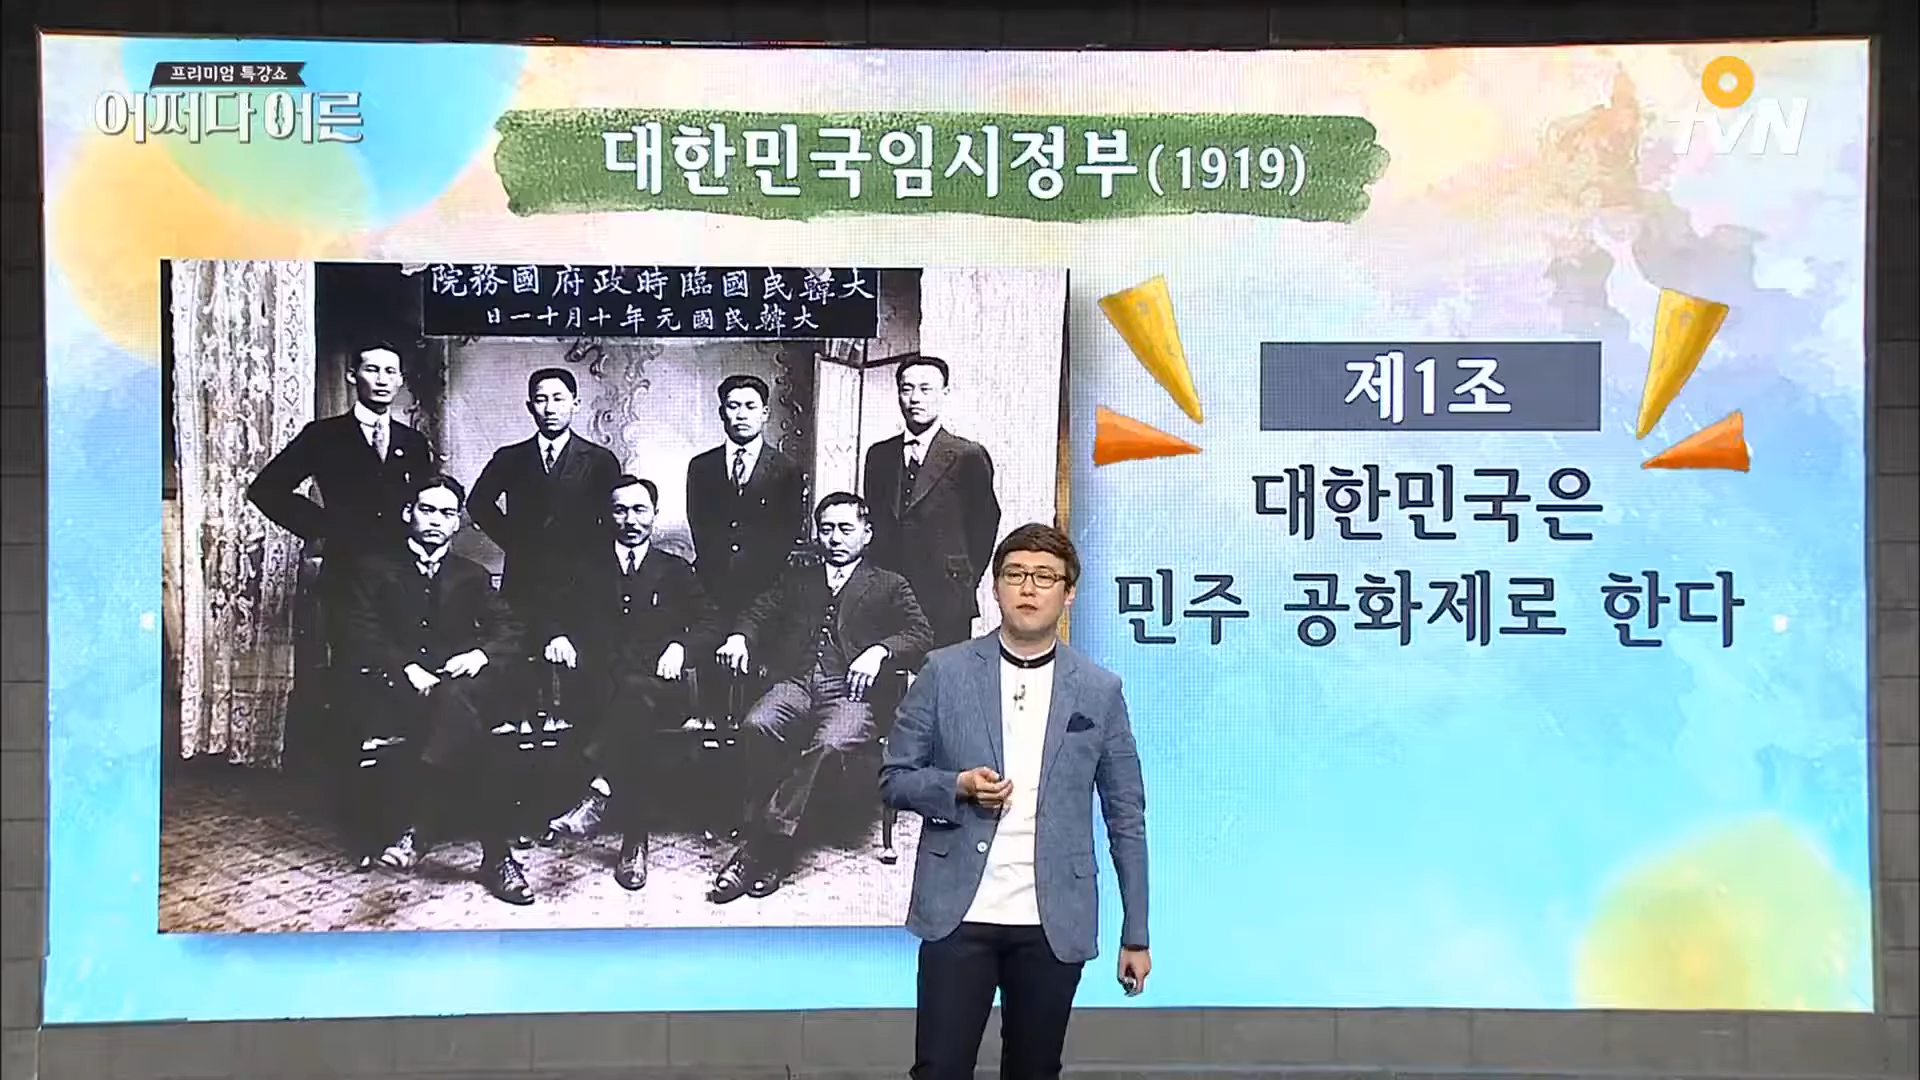 프리미엄 특강쇼
어쩌다 어른
tvN
대한민국임시정부(1919)
院務國府政時臨國民韓大
日一十月十年元國民韓大
제1조
대한민국은
민주 공화제로 한다